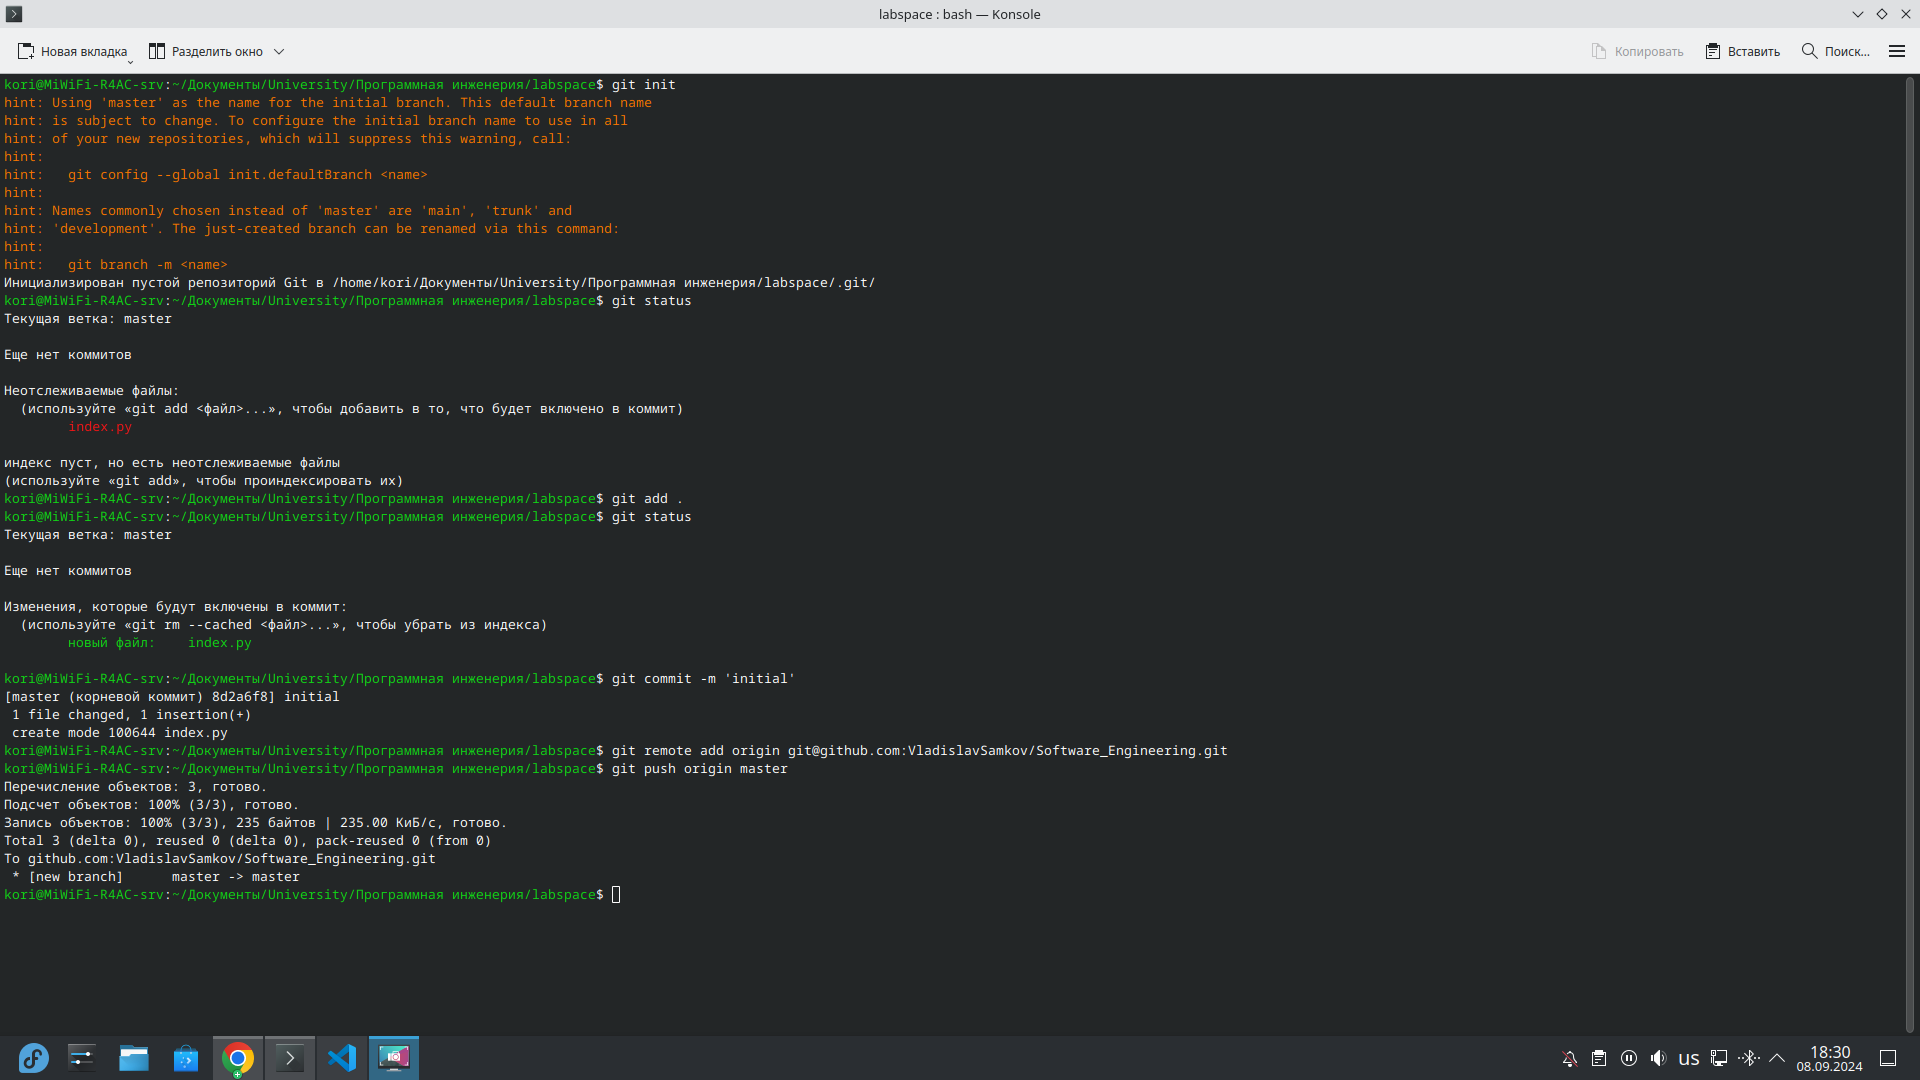 labspace : bash — Konsole
Новая вкладка
Разделить окно
Копировать
Вставить
Поиск...
kori@MiWiFi-R4AC-srv:~/Документы/University/Программная инженерия/labspace$ git init
hint: Using 'master' as the name for the initial branch. This default branch name
hint: is subject to change. To configure the initial branch name to use in all
hint: of your new repositories, which will suppress this warning, call:
hint:
hint:   git config --global init.defaultBranch <name>
hint:
hint: Names commonly chosen instead of 'master' are 'main', 'trunk' and
hint: 'development'. The just-created branch can be renamed via this command:
hint:
hint:   git branch -m <name>
Инициализирован пустой репозиторий Git в /home/kori/Документы/University/Программная инженерия/labspace/.git/
kori@MiWiFi-R4AC-srv:~/Документы/University/Программная инженерия/labspace$ git status
Текущая ветка: master
Еще нет коммитов
Неотслеживаемые файлы:
  (используйте «git add <файл>...», чтобы добавить в то, что будет включено в коммит)
        index.py
индекс пуст, но есть неотслеживаемые файлы
(используйте «git add», чтобы проиндексировать их)
kori@MiWiFi-R4AC-srv:~/Документы/University/Программная инженерия/labspace$ git add .
kori@MiWiFi-R4AC-srv:~/Документы/University/Программная инженерия/labspace$ git status
Текущая ветка: master
Еще нет коммитов
Изменения, которые будут включены в коммит:
  (используйте «git rm --cached <файл>...», чтобы убрать из индекса)
        новый файл:    index.py
kori@MiWiFi-R4AC-srv:~/Документы/University/Программная инженерия/labspace$ git commit -m 'initial'
[master (корневой коммит) 8d2a6f8] initial
 1 file changed, 1 insertion(+)
 create mode 100644 index.py
kori@MiWiFi-R4AC-srv:~/Документы/University/Программная инженерия/labspace$ git remote add origin git@github.com:VladislavSamkov/Software_Engineering.git
kori@MiWiFi-R4AC-srv:~/Документы/University/Программная инженерия/labspace$ git push origin master
Перечисление объектов: 3, готово.
Подсчет объектов: 100% (3/3), готово.
Запись объектов: 100% (3/3), 235 байтов | 235.00 КиБ/с, готово.
Total 3 (delta 0), reused 0 (delta 0), pack-reused 0 (from 0)
To github.com:VladislavSamkov/Software_Engineering.git
 * [new branch]      master -> master
kori@MiWiFi-R4AC-srv:~/Документы/University/Программная инженерия/labspace$
us
18:30
08.09.2024